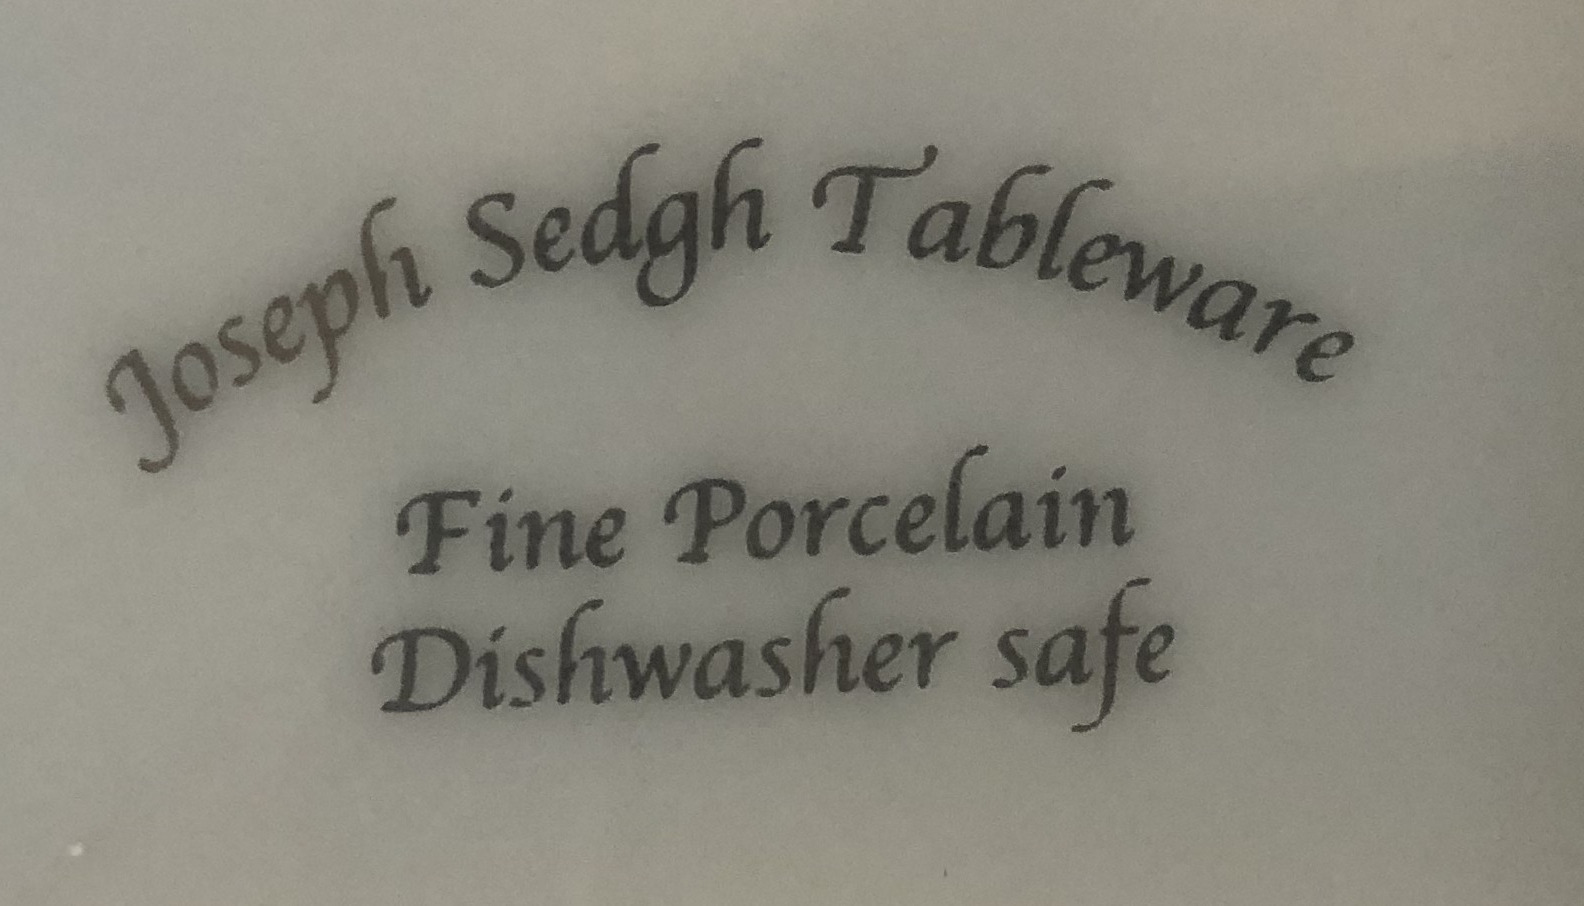 Joseph Sedgh Tableware
Fine Porcelain
Dishwasher safe